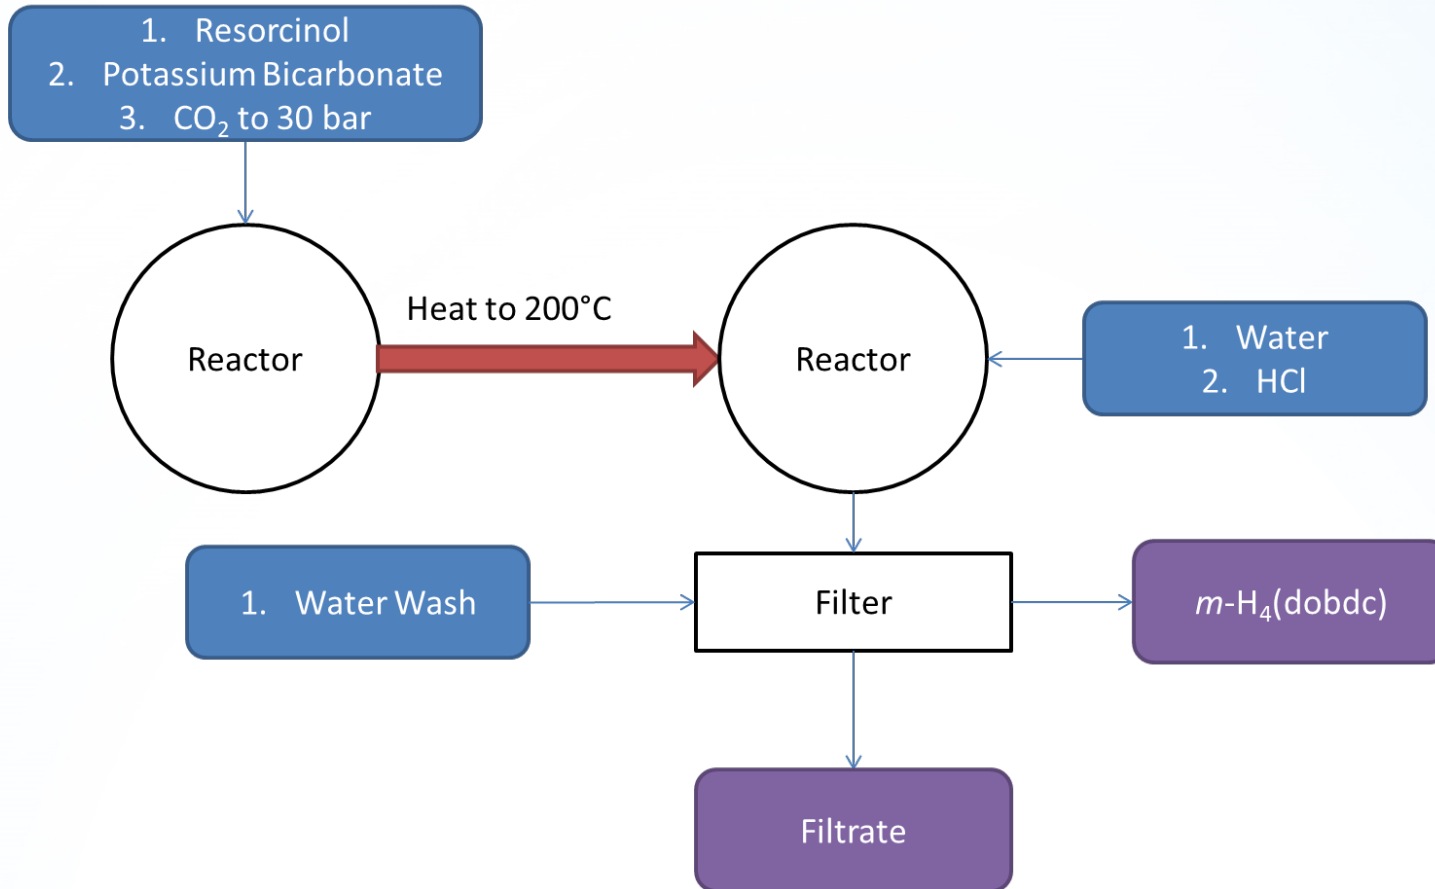 1. Resorcinol
2. Potassium Bicarbonate
3. CO₂ to 30 bar
Heat to 200°C
Reactor
Reactor
1. Water
2. HCl
1. Water Wash
Filter
m-H₄(dobdc)
Filtrate